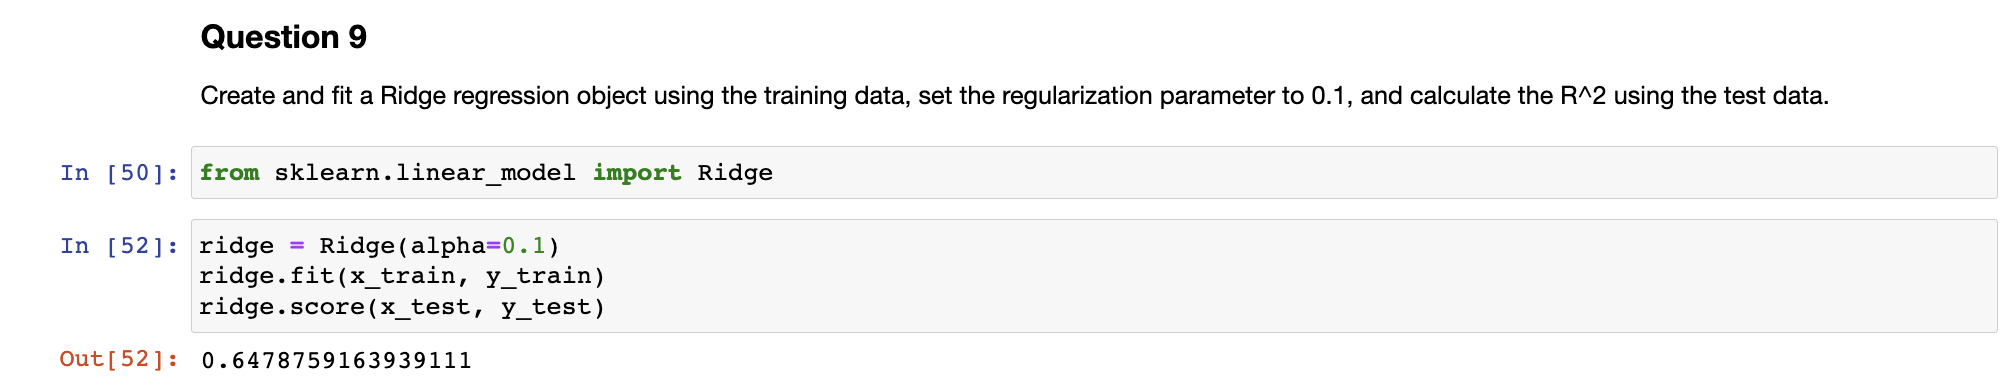 Question 9
Create and fit a Ridge regression object using the training data, set the regularization parameter to 0.1, and calculate the R^2 using the test data.
In [50]: from sklearn.linear_model import Ridge
In [52]: ridge = Ridge(alpha=0.1)
ridge.fit(x_train, y_train)
ridge.score(x_test, y_test)
Out[52]: 0.6478759163939111